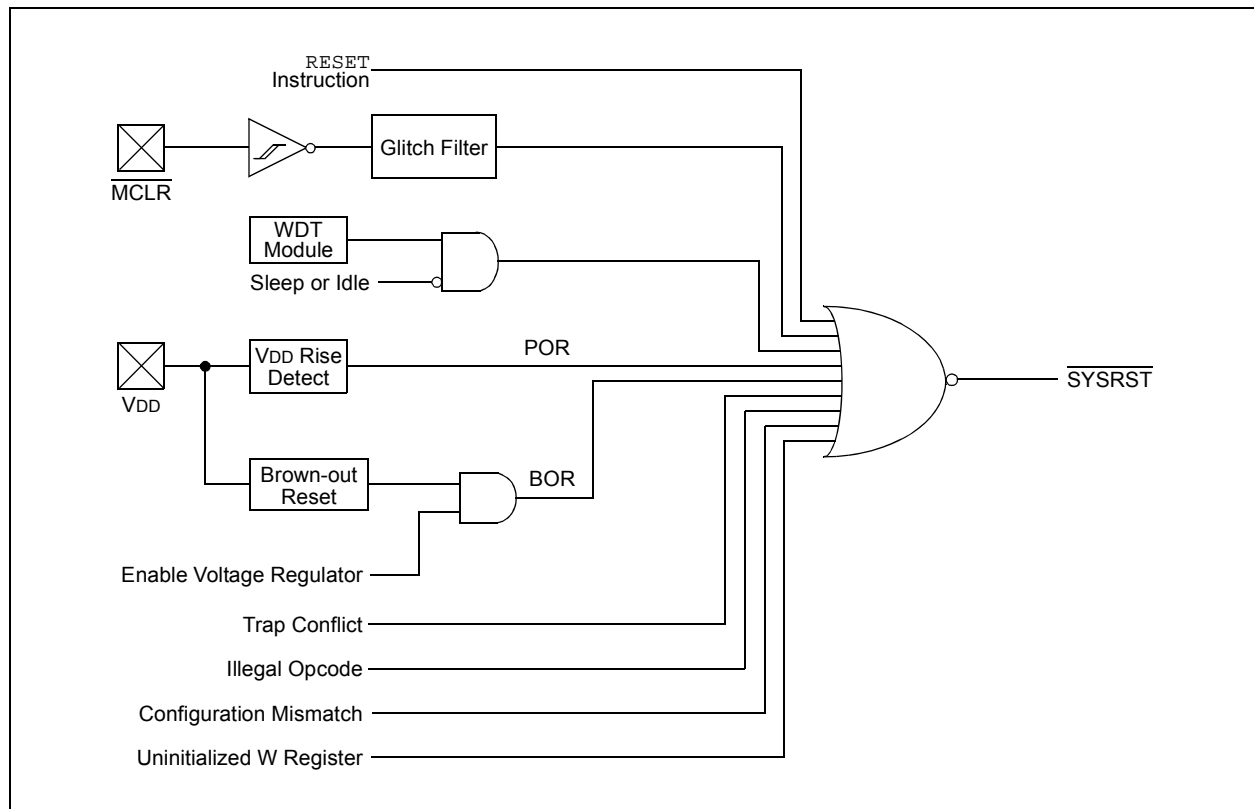 RESET
Instruction
Glitch Filter
MCLR
WDT
Module
Sleep or Idle
VDD Rise
Detect
POR
VDD
SYSRST
Brown-out
Reset
BOR
Enable Voltage Regulator
Trap Conflict
Illegal Opcode
Configuration Mismatch
Uninitialized W Register